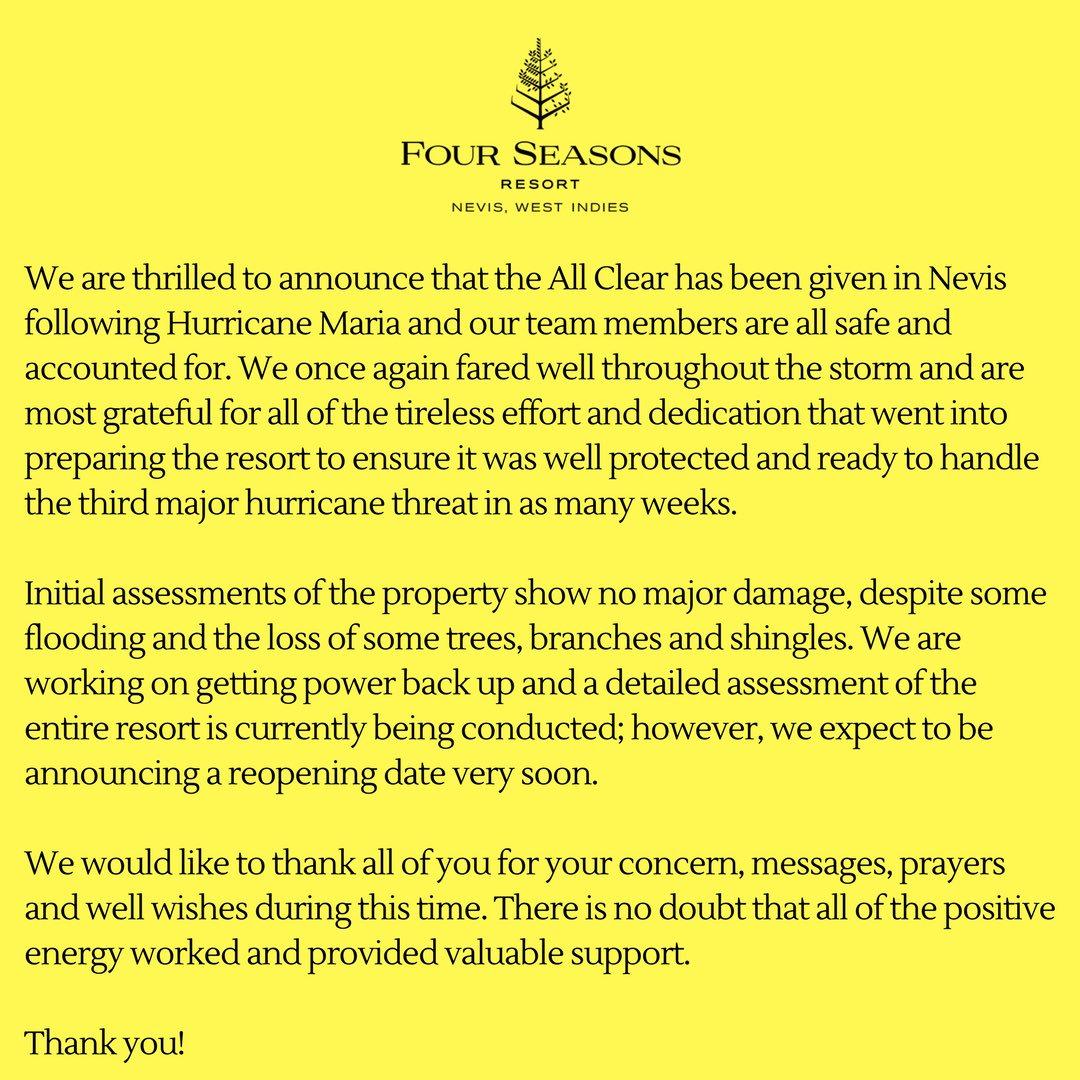 FOUR SEASONS
RESORT
NEVIS, WEST INDIES
We are thrilled to announce that the All Clear has been given in Nevis
following Hurricane Maria and our team members are all safe and
accounted for. We once again fared well throughout the storm and are
most grateful for all of the tireless effort and dedication that went into
preparing the resort to ensure it was well protected and ready to handle
the third major hurricane threat in as many weeks.
Initial assessments of the property show no major damage, despite some
flooding and the loss of some trees, branches and shingles. We are
working on getting power back up and a detailed assessment of the
entire resort is currently being conducted; however, we expect to be
announcing a reopening date very soon.
We would like to thank all of you for your concern, messages, prayers
and well wishes during this time. There is no doubt that all of the positive
energy worked and provided valuable support.
Thank you!